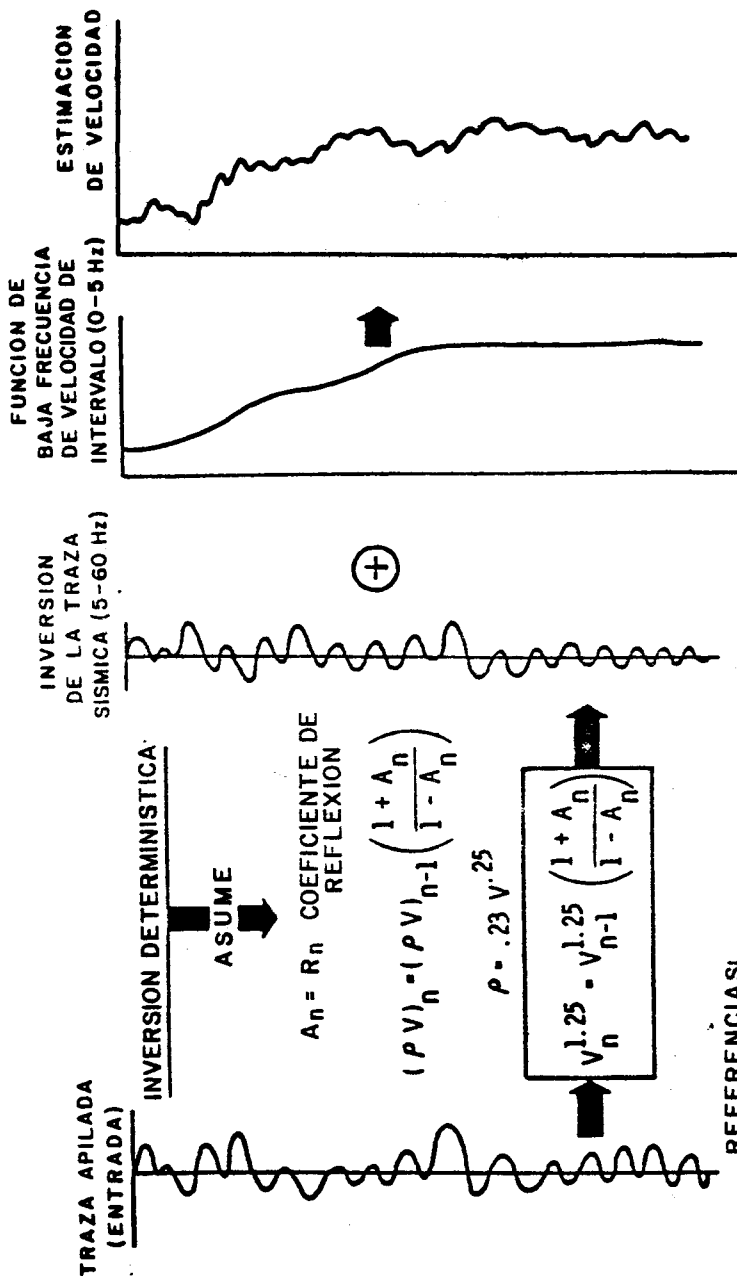 TRAZA APILADA
(ENTRADA)
INVERSION DETERMINISTICA
ASUME
An = Rn COEFICIENTE DE
REFLEXION
(ρV)n = (ρV)n-1 (1 + An / 1 - An)
ρ = .23 V^.25
Vn^1.25 = Vn-1^1.25 (1 + An / 1 - An)
INVERSION
DE LA TRAZA
SISMICA (5-60 Hz)
+
FUNCION DE
BAJA FRECUENCIA
DE VELOCIDAD DE
INTERVALO (0-5 Hz)
ESTIMACION
DE VELOCIDAD